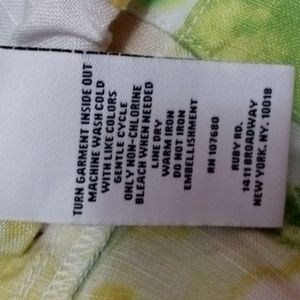 TURN GARMENT INSIDE OUT
MACHINE WASH COLD
WITH LIKE COLORS
GENTLE CYCLE
ONLY NON-CHLORINE
BLEACH WHEN NEEDED
LINE DRY
WARM IRON
DO NOT IRON
EMBELLISHMENT
RN 107680
RUBY RD.
1411 BROADWAY
NEW YORK, NY, 10018